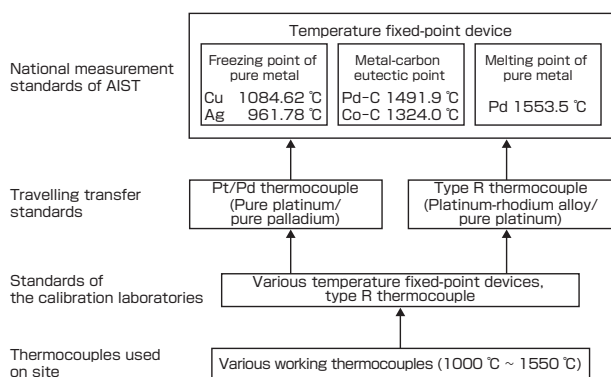 Temperature fixed-point device
National measurement
standards of AIST
Freezing point of
pure metal
Cu 1084.62 ℃
Ag 961.78 ℃
Metal-carbon
eutectic point
Pd-C 1491.9 ℃
Co-C 1324.0 ℃
Melting point of
pure metal
Pd 1553.5 ℃
Travelling transfer
standards
Pt/Pd thermocouple
(Pure platinum/
pure palladium)
Type R thermocouple
(Platinum-rhodium alloy/
pure platinum)
Standards of
the calibration laboratories
Various temperature fixed-point devices,
type R thermocouple
Thermocouples used
on site
Various working thermocouples (1000 ℃ ~ 1550 ℃)